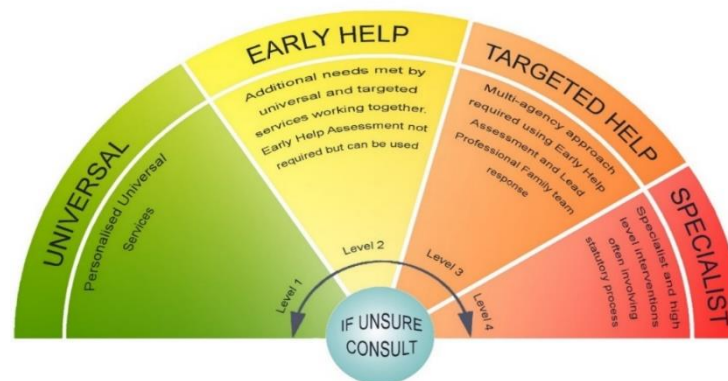 UNIVERSAL
Personalised Universal
Services
Level 1
EARLY HELP
Additional needs met by
universal and targeted
services working together.
Early Help Assessment not
required but can be used
Level 2
TARGETED HELP
Multi-agency approach
required using Early Help
Assessment and Lead
Professional Family team
response
Level 3
SPECIALIST
Specialist and high
level interventions
often involving
statutory process
Level 4
IF UNSURE
CONSULT